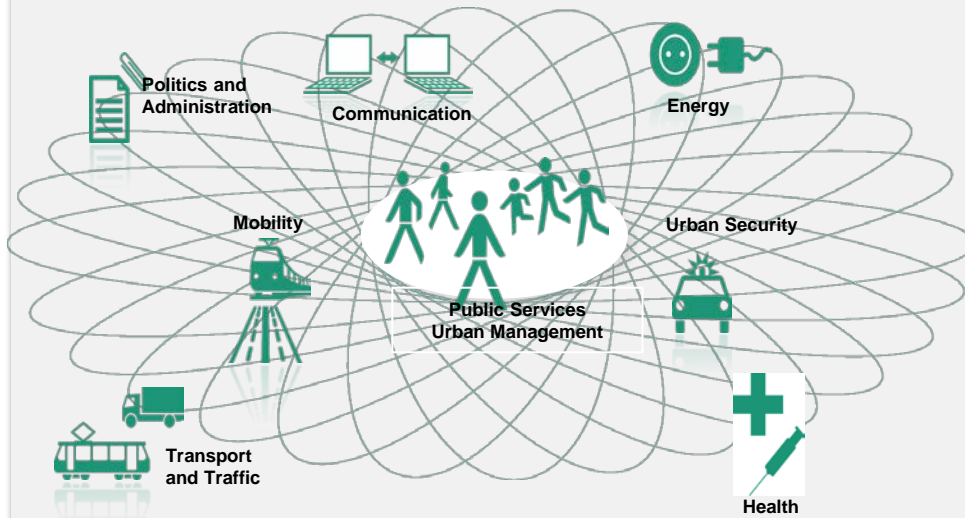 Politics and
Administration
Communication
Energy
Mobility
Urban Security
Public Services
Urban Management
Transport
and Traffic
Health